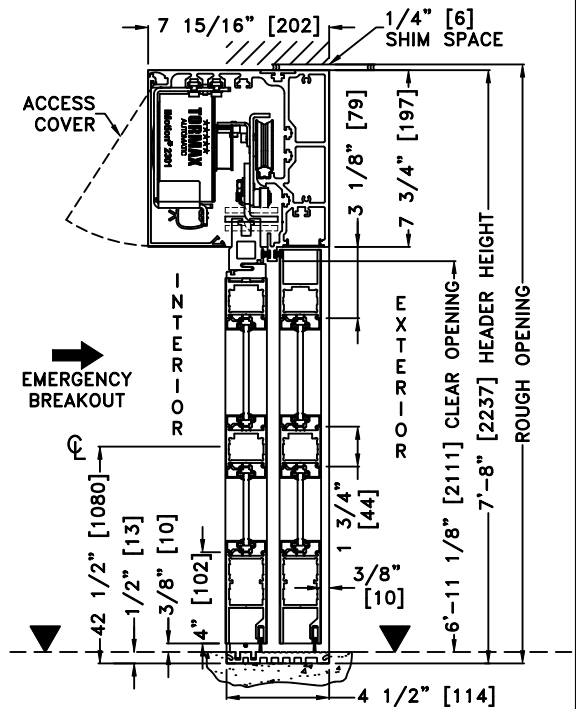 7 15/16" [202]
1/4" [6]
SHIM SPACE
ACCESS
COVER
★★★★★
TORMAX
AUTOMATIC
iMotion® 2301
3 1/8" [79]
7 3/4" [197]
INTERIOR
EXTERIOR
EMERGENCY
BREAKOUT
6'-11 1/8" [2111] CLEAR OPENING
7'-8" [2237] HEADER HEIGHT
ROUGH OPENING
℄
42 1/2" [1080]
1/2" [13]
3/8" [10]
4" [102]
1 3/4"
[44]
3/8"
[10]
4 1/2" [114]